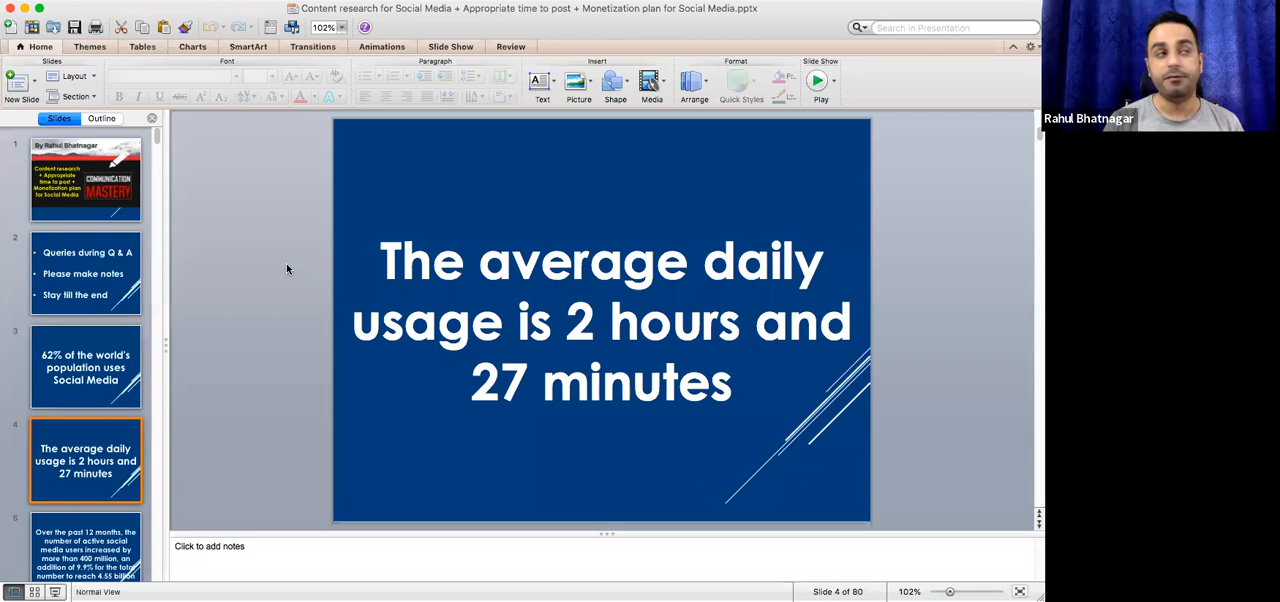 Content research for Social Media + Appropriate time to post + Monetization plan for Social Media.pptx
102%
Search in Presentation
Home
Themes
Tables
Charts
SmartArt
Transitions
Animations
Slide Show
Review
Slides
Font
Paragraph
Insert
Format
Slide Show
New Slide
Layout
Section
Text
Picture
Shape
Media
Arrange
Quick Styles
Play
Slides
Outline
1
By Rahul Bhatnagar
Content research
+ Appropriate
time to post +
Monetization plan
for Social Media
COMMUNICATION
MASTERY
2
• Queries during Q & A
• Please make notes
• Stay till the end
3
62% of the world's
population uses
Social Media
4
The average daily
usage is 2 hours and
27 minutes
5
Over the past 12 months, the
number of active social
media users increased by
more than 400 million, an
addition of 9.9% for the total
number to reach 4.55 billion
The average daily
usage is 2 hours and
27 minutes
Click to add notes
Normal View
Slide 4 of 80
102%
Rahul Bhatnagar